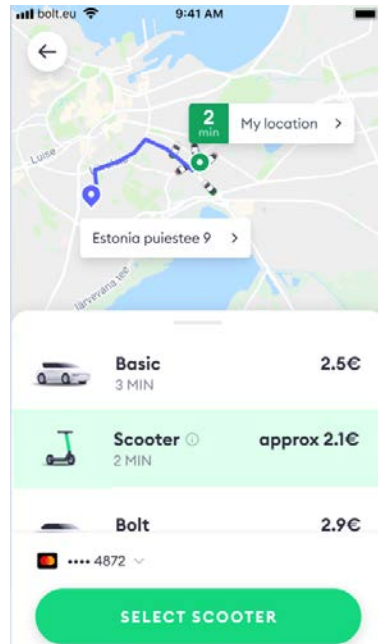 bolt.eu 9:41 AM
2
min
My location
Luise
Estonia puiestee 9
Järvevana tee
Basic 2.5€
3 MIN
Scooter approx 2.1€
2 MIN
Bolt 2.9€
•••• 4872
SELECT SCOOTER